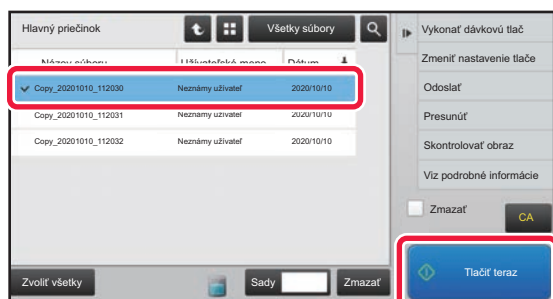 Hlavný priečinok
Všetky súbory
Názov súboru Užívateľské meno Dátum
Copy_20201010_112030 Neznámy užívateľ 2020/10/10
Copy_20201010_112031 Neznámy užívateľ 2020/10/10
Copy_20201010_112032 Neznámy užívateľ 2020/10/10
Zvoliť všetky
Sady
Zmazať
Vykonať dávkovú tlač
Zmeniť nastavenie tlače
Odoslať
Presunúť
Skontrolovať obraz
Viz podrobné informácie
Zmazať
CA
Tlačiť teraz